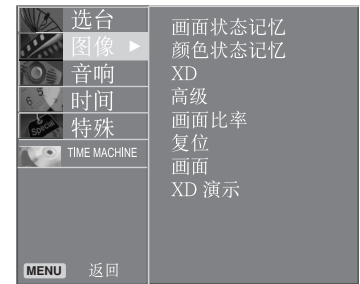 选台
图像
音响
时间
特殊
TIME MACHINE
MENU 返回
画面状态记忆
颜色状态记忆
XD
高级
画面比率
复位
画面
XD 演示